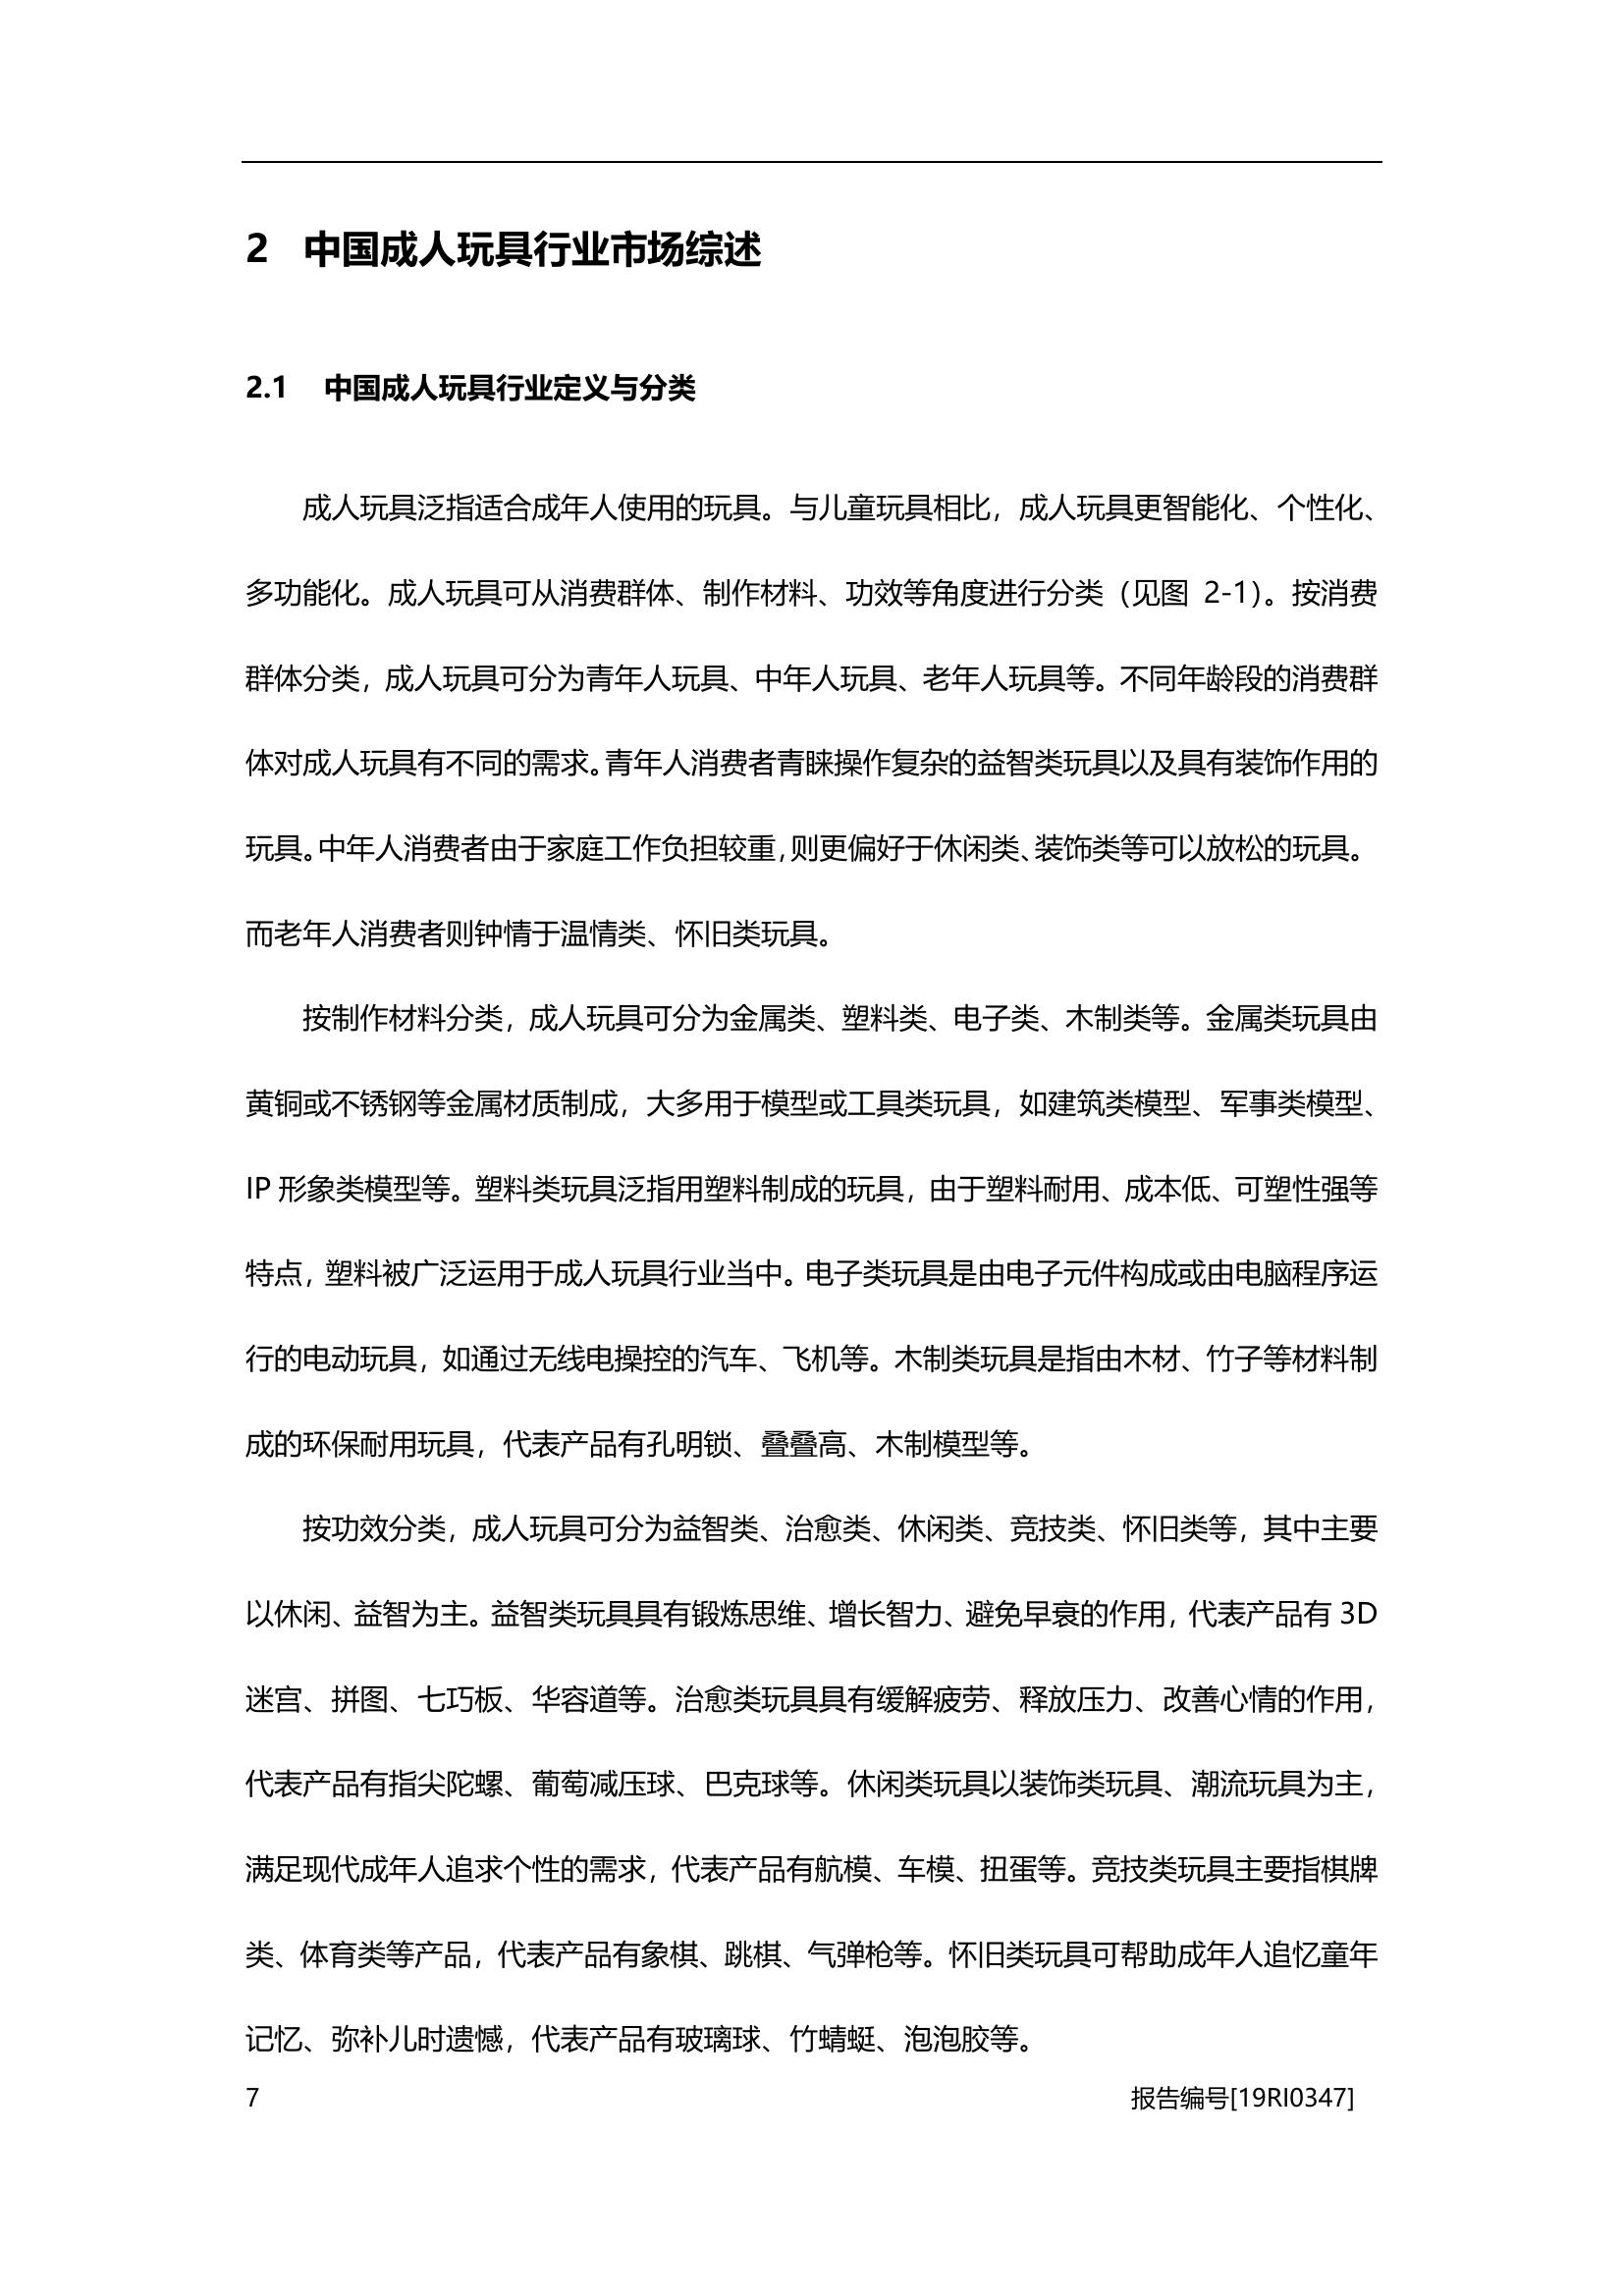 2 中国成人玩具行业市场综述
2.1 中国成人玩具行业定义与分类
成人玩具泛指适合成年人使用的玩具。与儿童玩具相比，成人玩具更智能化、个性化、
多功能化。成人玩具可从消费群体、制作材料、功效等角度进行分类（见图 2-1）。按消费
群体分类，成人玩具可分为青年人玩具、中年人玩具、老年人玩具等。不同年龄段的消费群
体对成人玩具有不同的需求。青年人消费者青睐操作复杂的益智类玩具以及具有装饰作用的
玩具。中年人消费者由于家庭工作负担较重，则更偏好于休闲类、装饰类等可以放松的玩具。
而老年人消费者则钟情于温情类、怀旧类玩具。
按制作材料分类，成人玩具可分为金属类、塑料类、电子类、木制类等。金属类玩具由
黄铜或不锈钢等金属材质制成，大多用于模型或工具类玩具，如建筑类模型、军事类模型、
IP 形象类模型等。塑料类玩具泛指用塑料制成的玩具，由于塑料耐用、成本低、可塑性强等
特点，塑料被广泛运用于成人玩具行业当中。电子类玩具是由电子元件构成或由电脑程序运
行的电动玩具，如通过无线电操控的汽车、飞机等。木制类玩具是指由木材、竹子等材料制
成的环保耐用玩具，代表产品有孔明锁、叠叠高、木制模型等。
按功效分类，成人玩具可分为益智类、治愈类、休闲类、竞技类、怀旧类等，其中主要
以休闲、益智为主。益智类玩具具有锻炼思维、增长智力、避免早衰的作用，代表产品有 3D
迷宫、拼图、七巧板、华容道等。治愈类玩具具有缓解疲劳、释放压力、改善心情的作用，
代表产品有指尖陀螺、葡萄减压球、巴克球等。休闲类玩具以装饰类玩具、潮流玩具为主，
满足现代成年人追求个性的需求，代表产品有航模、车模、扭蛋等。竞技类玩具主要指棋牌
类、体育类等产品，代表产品有象棋、跳棋、气弹枪等。怀旧类玩具可帮助成年人追忆童年
记忆、弥补儿时遗憾，代表产品有玻璃球、竹蜻蜓、泡泡胶等。
7 报告编号[19RI0347]